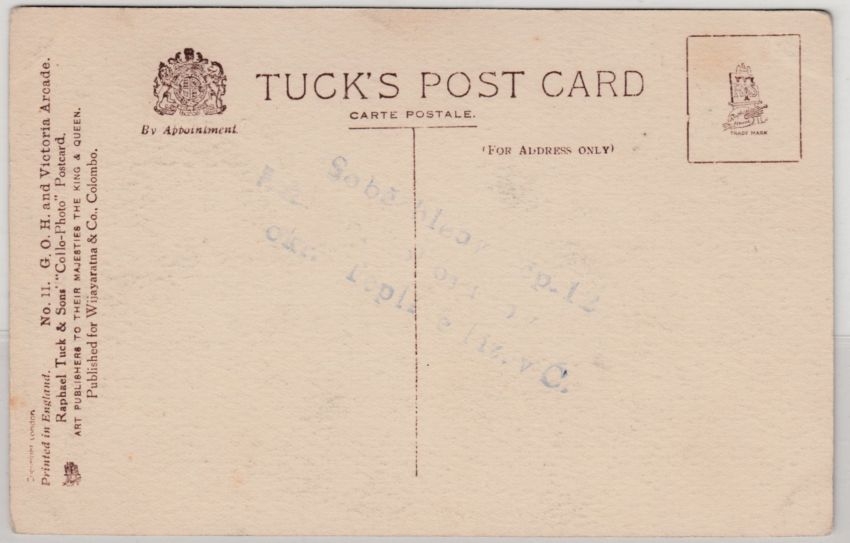 TUCK'S POST CARD
CARTE POSTALE.
By Appointment.
(FOR ADDRESS ONLY)
TRADE MARK
London
Printed in England. No. 11. G. O. H. and Victoria Arcade.
Raphael Tuck & Sons' "Collo-Photo" Postcard.
ART PUBLISHERS TO THEIR MAJESTIES THE KING & QUEEN.
Published for Wijayaratna & Co., Colombo.